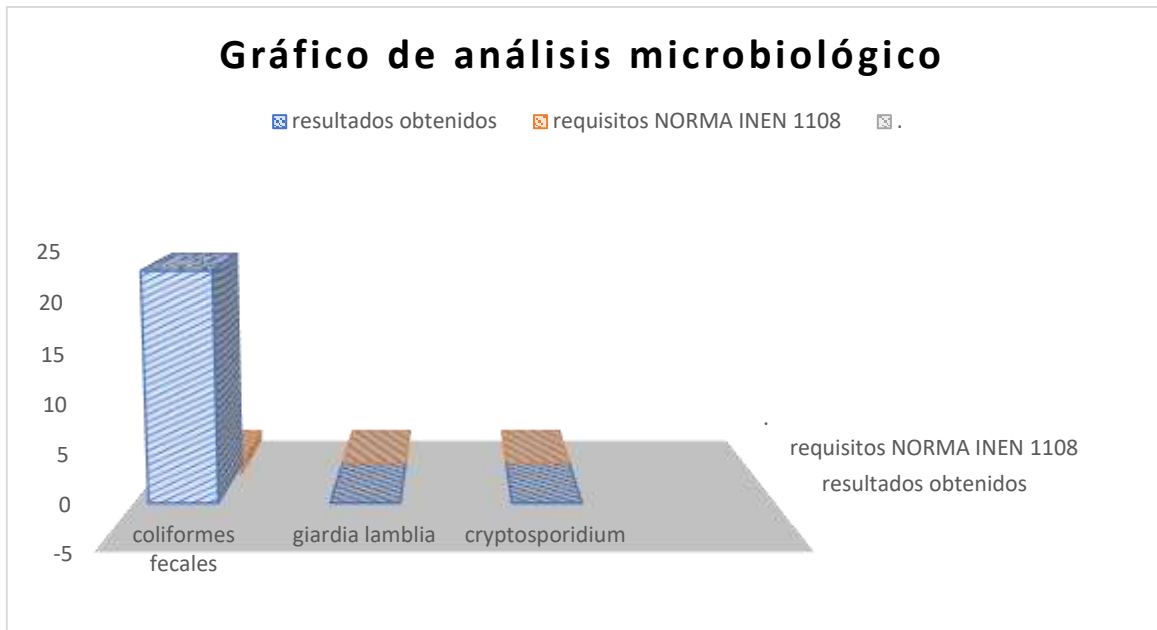 Gráfico de análisis microbiológico
resultados obtenidos requisitos NORMA INEN 1108 .
25
20
15
10
5
0
-5
coliformes
fecales
giardia lamblia
cryptosporidium
.
requisitos NORMA INEN 1108
resultados obtenidos